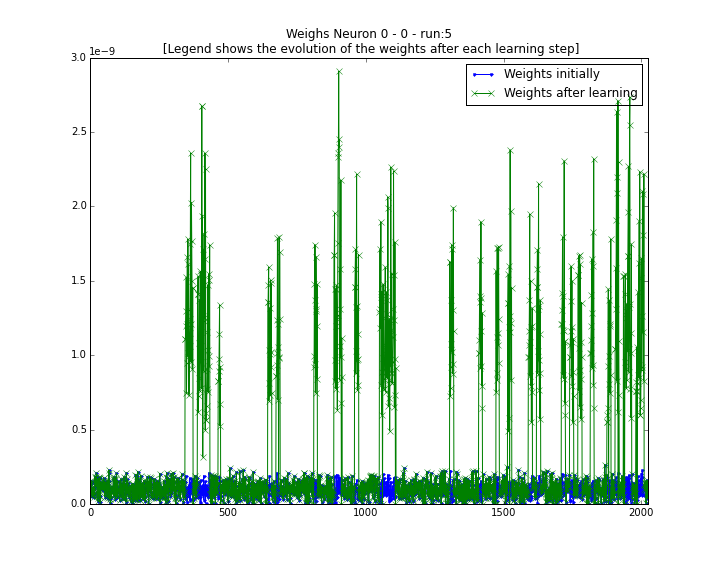 Weighs Neuron 0 - 0 - run:5
[Legend shows the evolution of the weights after each learning step]
1e−9
Weights initially
Weights after learning
3.0
2.5
2.0
1.5
1.0
0.5
0.0
0 500 1000 1500 2000